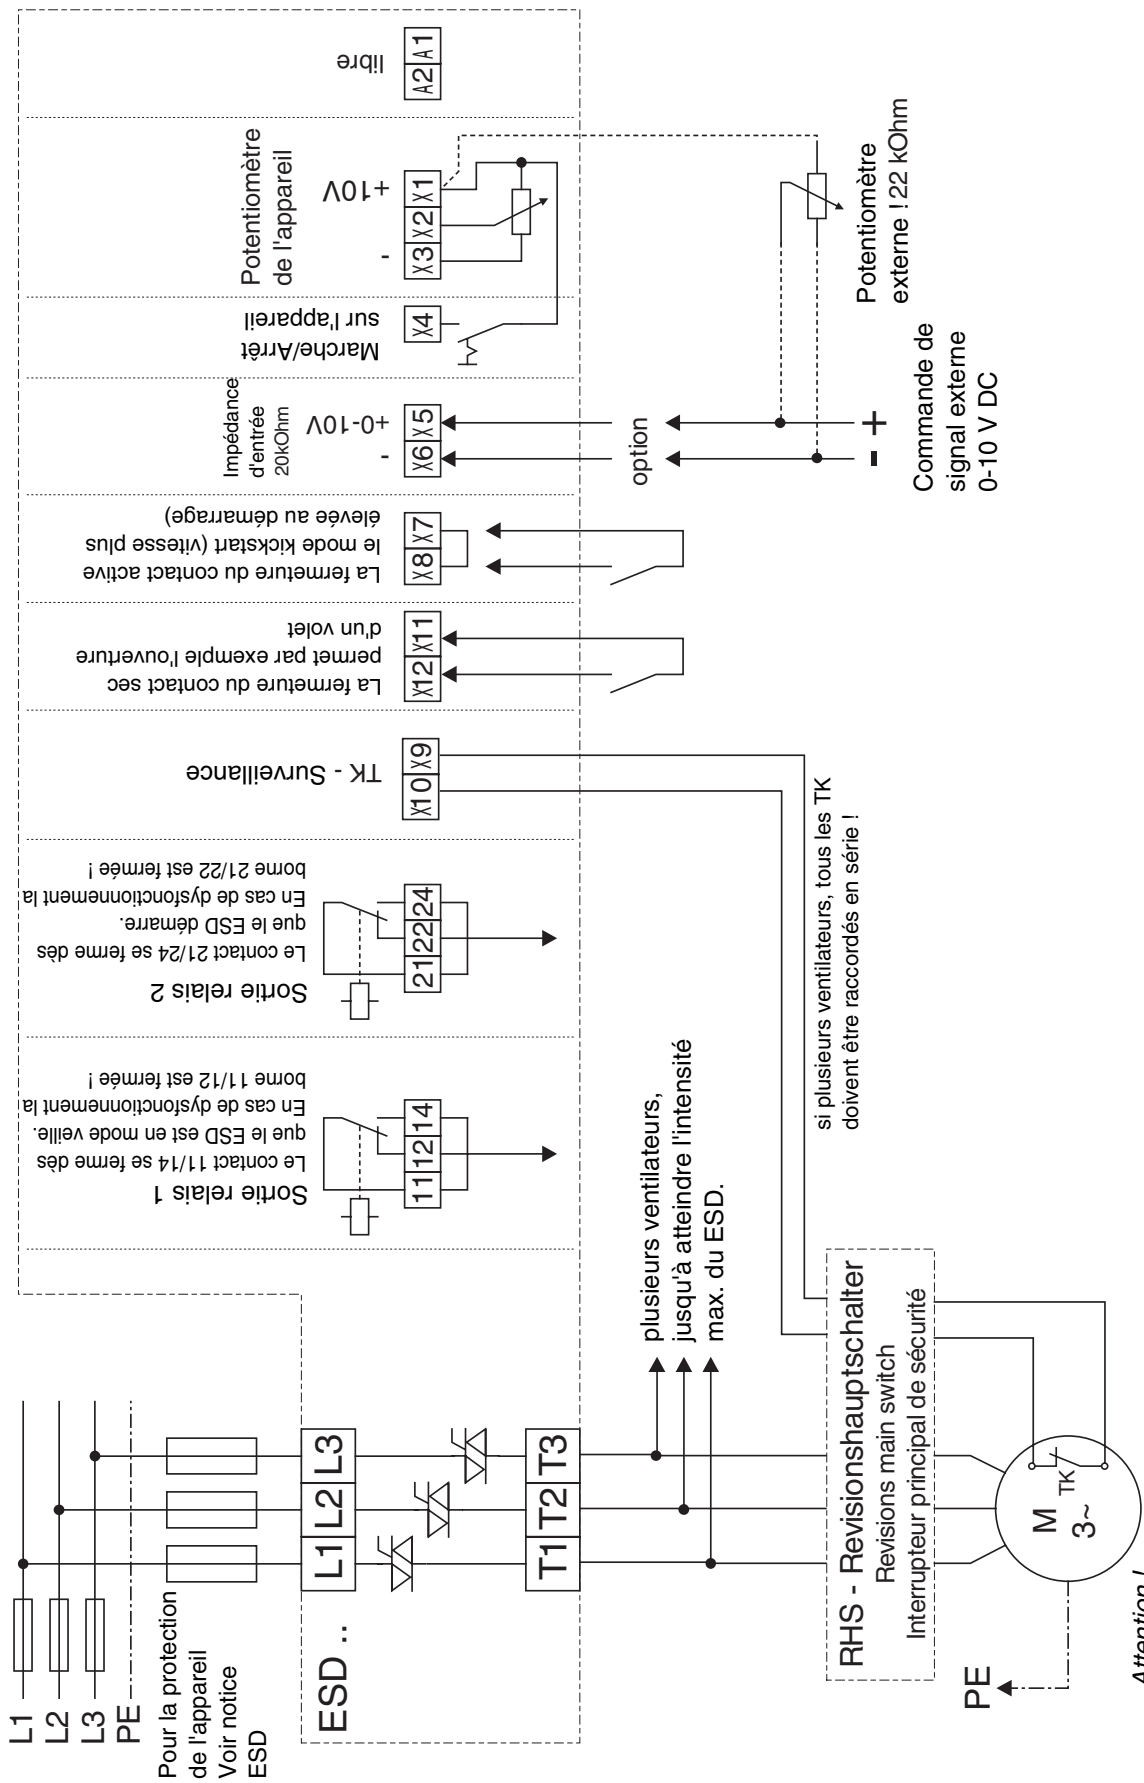 L1
L2
L3
PE
Pour la protection
de l'appareil
Voir notice
ESD
ESD ..
L1 L2 L3
T1 T2 T3
plusieurs ventilateurs,
jusqu'à atteindre l'intensité
max. du ESD.
RHS - Revisionshauptschalter
Revisions main switch
Interrupteur principal de sécurité
M
3~
TK
PE
Attention !
Sortie relais 1
Le contact 11/14 se ferme dès
que le ESD est en mode veille.
En cas de dysfonctionnement la
borne 11/12 est fermée !
11 12 14
Sortie relais 2
Le contact 21/24 se ferme dès
que le ESD démarre.
En cas de dysfonctionnement la
borne 21/22 est fermée !
21 22 24
TK - Surveillance
X10 X9
si plusieurs ventilateurs, tous les TK
doivent être raccordés en série !
La fermeture du contact sec
permet par exemple l'ouverture
d'un volet
X12 X11
La fermeture du contact active
le mode kickstart (vitesse plus
élevée au démarrage)
X8 X7
Impédance
d'entrée
20kOhm
- +0-10V
X6 X5
option
- +
Commande de
signal externe
0-10 V DC
Marche/Arrêt
sur l'appareil
X4
Potentiomètre
de l'appareil
- +10V
X3 X2 X1
Potentiomètre
externe !22 kOhm
libre
A2 A1